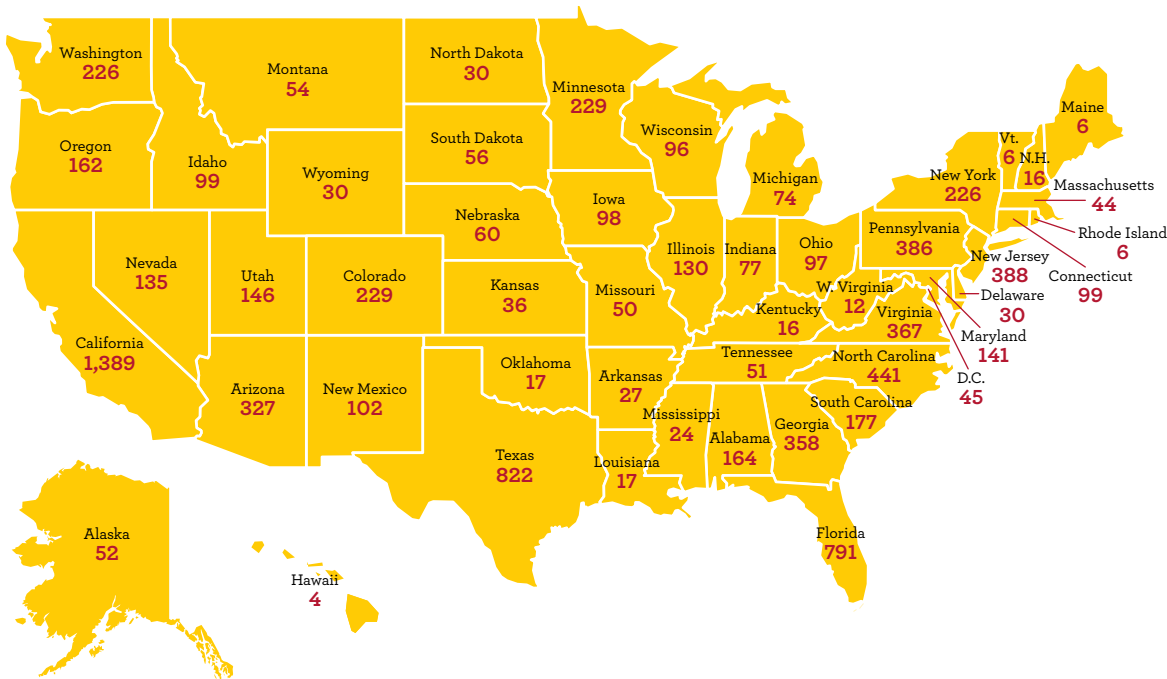 Washington
226
Montana
54
North Dakota
30
Minnesota
229
Oregon
162
Idaho
99
Wyoming
30
South Dakota
56
Wisconsin
96
Michigan
74
Maine
6
Vt.
6
N.H.
16
New York
226
Massachusetts
44
Rhode Island
6
Connecticut
99
Nevada
135
Utah
146
Colorado
229
Nebraska
60
Iowa
98
Kansas
36
Missouri
50
Illinois
130
Indiana
77
Ohio
97
Pennsylvania
386
New Jersey
388
Delaware
30
Maryland
141
D.C.
45
W. Virginia
12
Virginia
367
Kentucky
16
California
1,389
Arizona
327
New Mexico
102
Oklahoma
17
Arkansas
27
Tennessee
51
North Carolina
441
South Carolina
177
Mississippi
24
Alabama
164
Georgia
358
Texas
822
Louisiana
17
Florida
791
Alaska
52
Hawaii
4